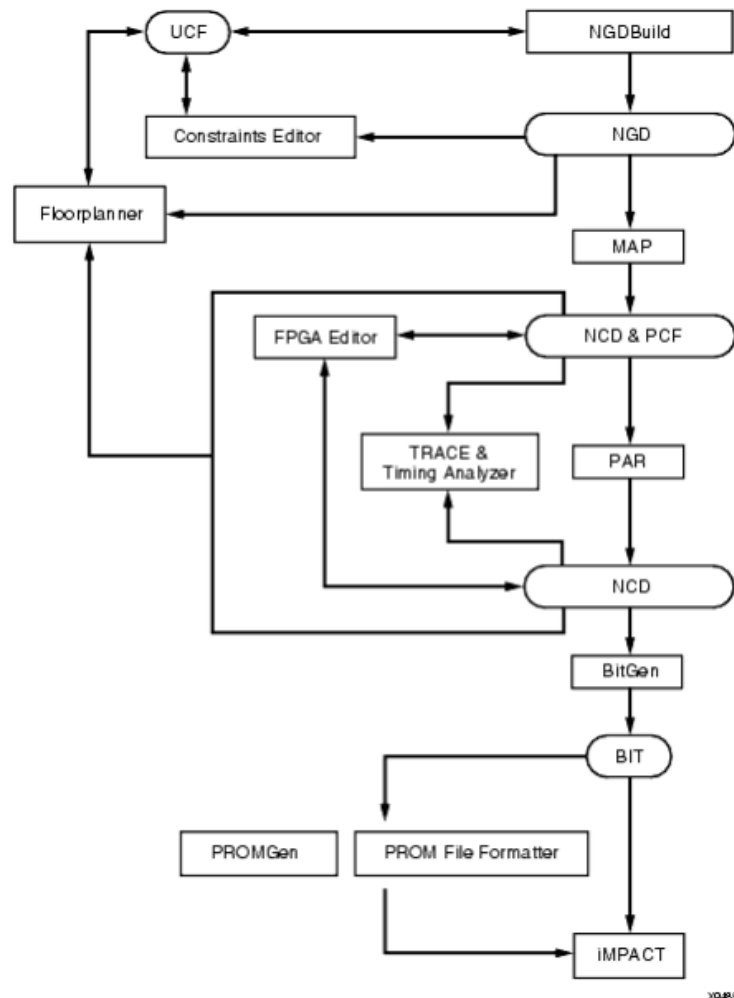 UCF
NGDBuild
Constraints Editor
NGD
Floorplanner
MAP
FPGA Editor
NCD & PCF
TRACE &
Timing Analyzer
PAR
NCD
BitGen
BIT
PROMGen
PROM File Formatter
iMPACT